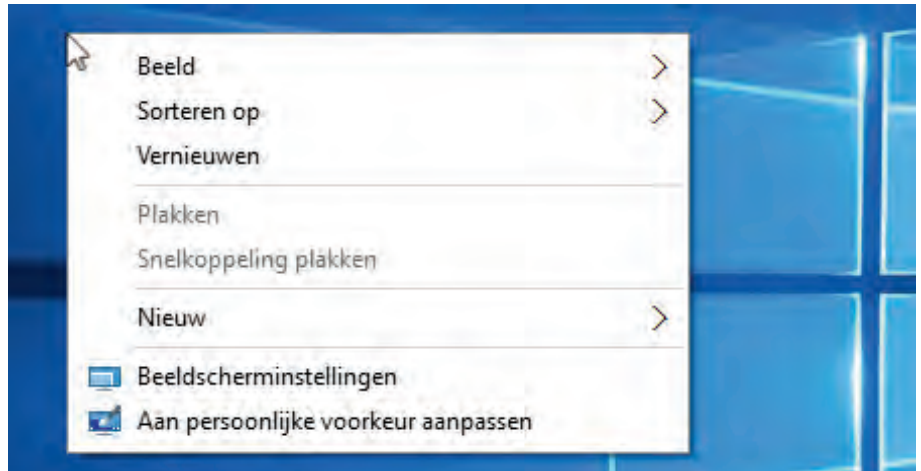 Beeld
Sorteren op
Vernieuwen
Plakken
Snelkoppeling plakken
Nieuw
Beeldscherminstellingen
Aan persoonlijke voorkeur aanpassen